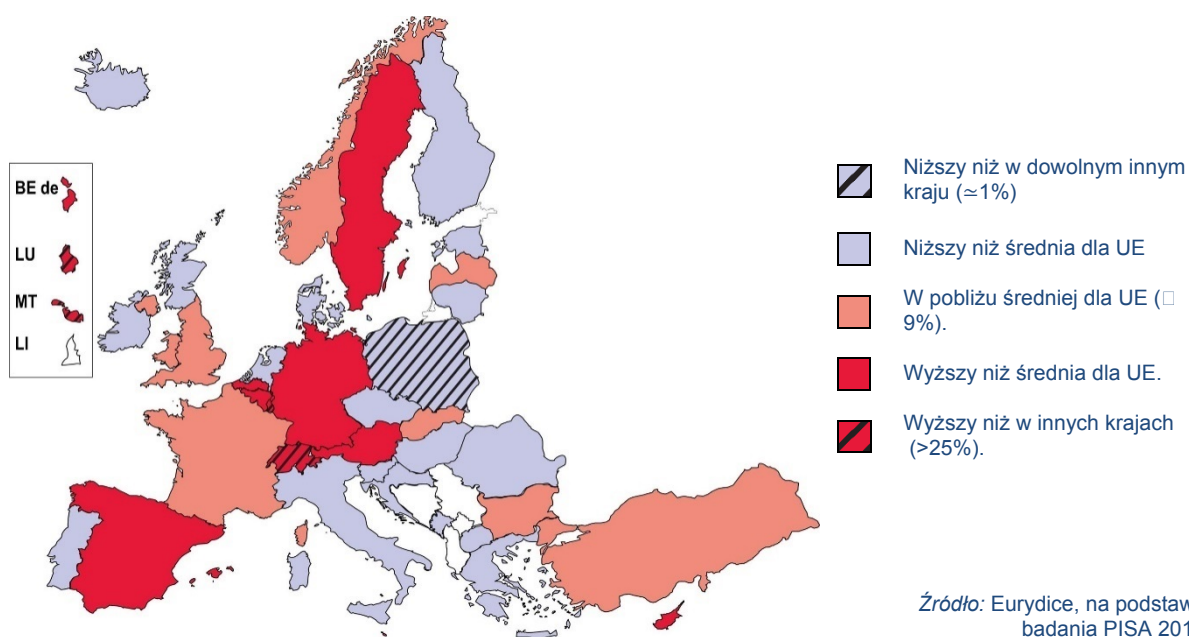 BE de
LU
MT
LI
Niższy niż w dowolnym innym
kraju (≃1%)
Niższy niż średnia dla UE
W pobliżu średniej dla UE (□
9%).
Wyższy niż średnia dla UE.
Wyższy niż w innych krajach
(>25%).
Źródło: Eurydice, na podstaw
badania PISA 201